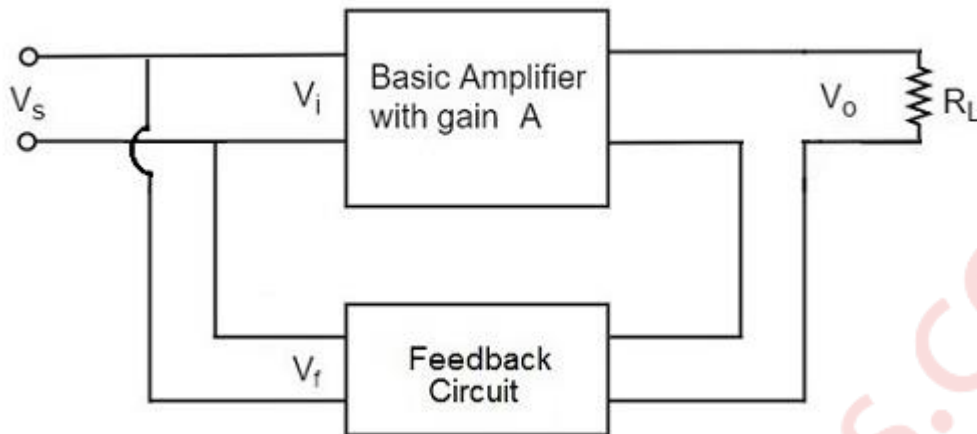 Basic Amplifier
with gain A
Vs
Vi
Vo
RL
Vf
Feedback
Circuit